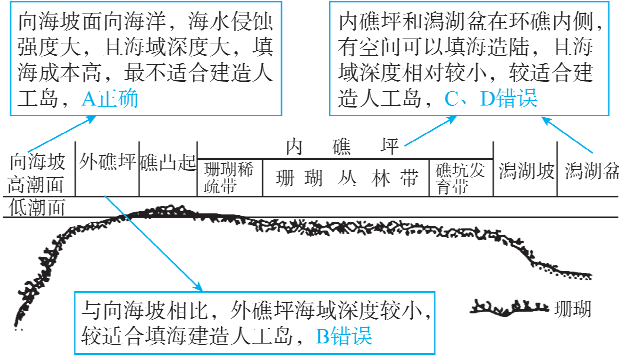 向海坡面向海洋，海水侵蚀
强度大，且海域深度大，填
海成本高，最不适合建造人
工岛，A正确
内礁坪和潟湖盆在环礁内侧，
有空间可以填海造陆，且海
域深度相对较小，较适合建
造人工岛，C、D错误
内 礁 坪
向海坡 外礁坪 礁凸起 珊瑚稀疏带 珊 瑚 丛 林 带 礁坑发育带 潟湖坡 潟湖盆
高潮面
低潮面
与向海坡相比，外礁坪海域深度较小，
较适合填海建造人工岛，B错误
珊瑚